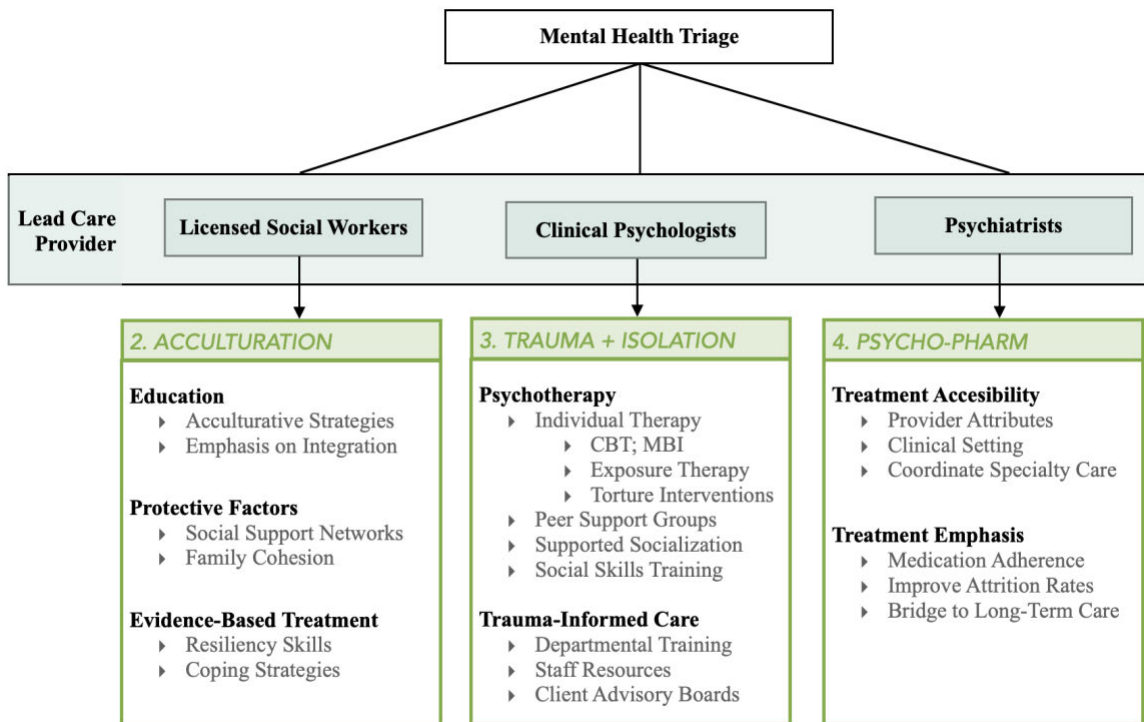 Mental Health Triage
Lead Care
Provider
Licensed Social Workers
Clinical Psychologists
Psychiatrists
2. ACCULTURATION
Education
Acculturative Strategies
Emphasis on Integration
Protective Factors
Social Support Networks
Family Cohesion
Evidence-Based Treatment
Resiliency Skills
Coping Strategies
3. TRAUMA + ISOLATION
Psychotherapy
Individual Therapy
CBT; MBI
Exposure Therapy
Torture Interventions
Peer Support Groups
Supported Socialization
Social Skills Training
Trauma-Informed Care
Departmental Training
Staff Resources
Client Advisory Boards
4. PSYCHO-PHARM
Treatment Accesibility
Provider Attributes
Clinical Setting
Coordinate Specialty Care
Treatment Emphasis
Medication Adherence
Improve Attrition Rates
Bridge to Long-Term Care